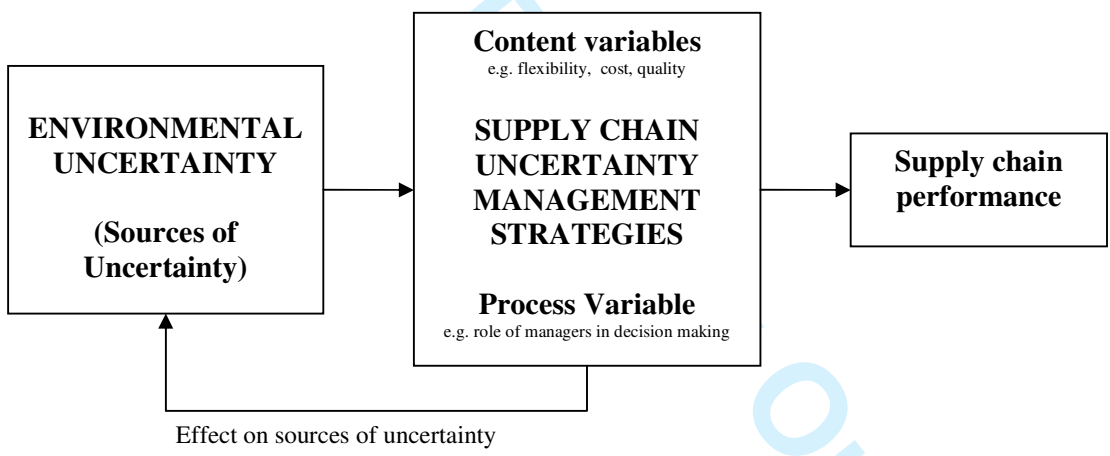 ENVIRONMENTAL
UNCERTAINTY
(Sources of
Uncertainty)
Content variables
e.g. flexibility, cost, quality
SUPPLY CHAIN
UNCERTAINTY
MANAGEMENT
STRATEGIES
Process Variable
e.g. role of managers in decision making
Supply chain
performance
Effect on sources of uncertainty